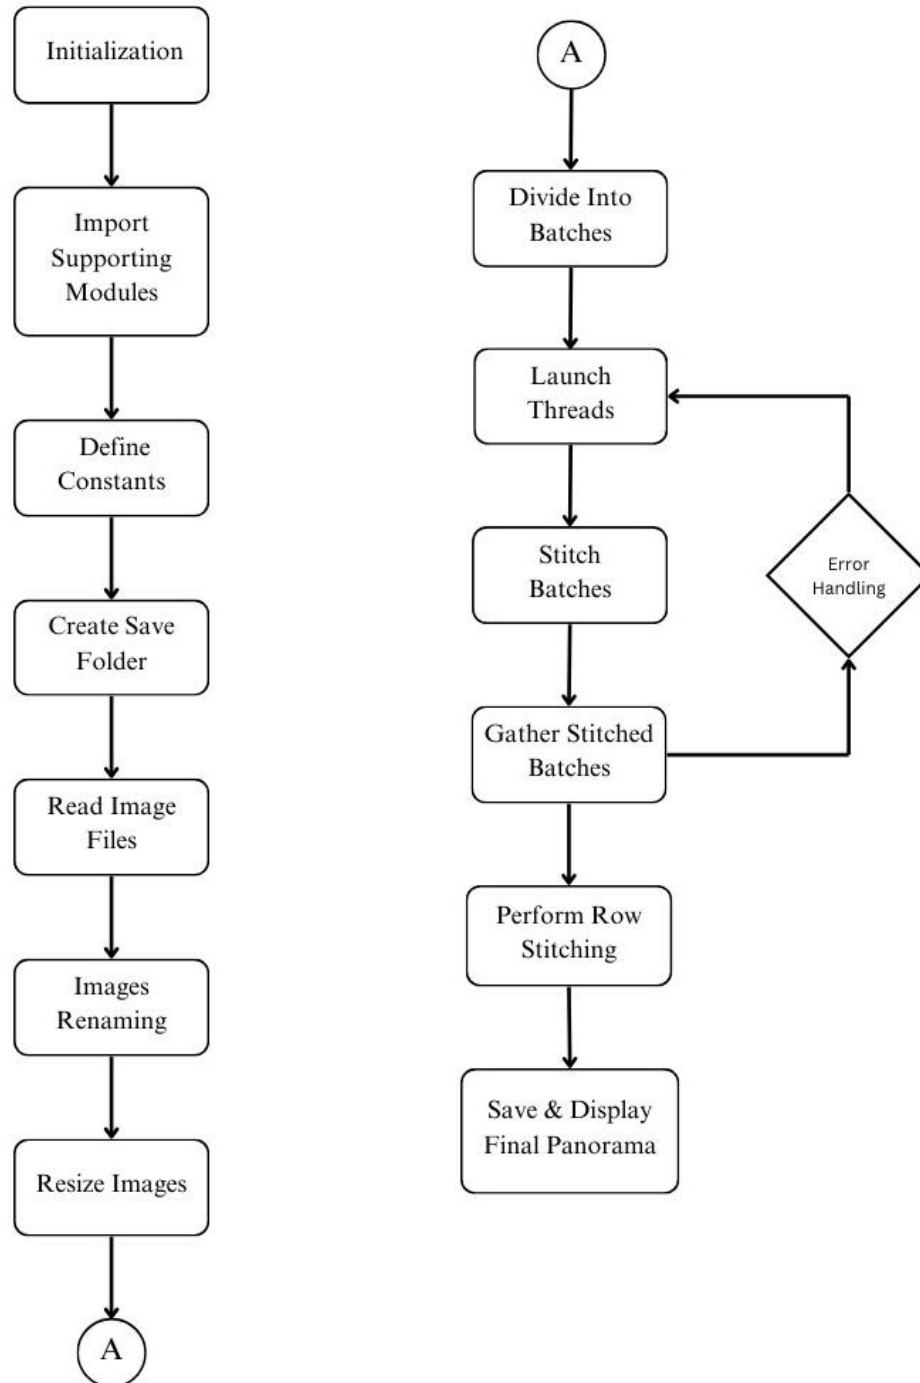 Initialization
Import
Supporting
Modules
Define
Constants
Create Save
Folder
Read Image
Files
Images
Renaming
Resize Images
A
A
Divide Into
Batches
Launch
Threads
Stitch
Batches
Gather Stitched
Batches
Error
Handling
Perform Row
Stitching
Save & Display
Final Panorama